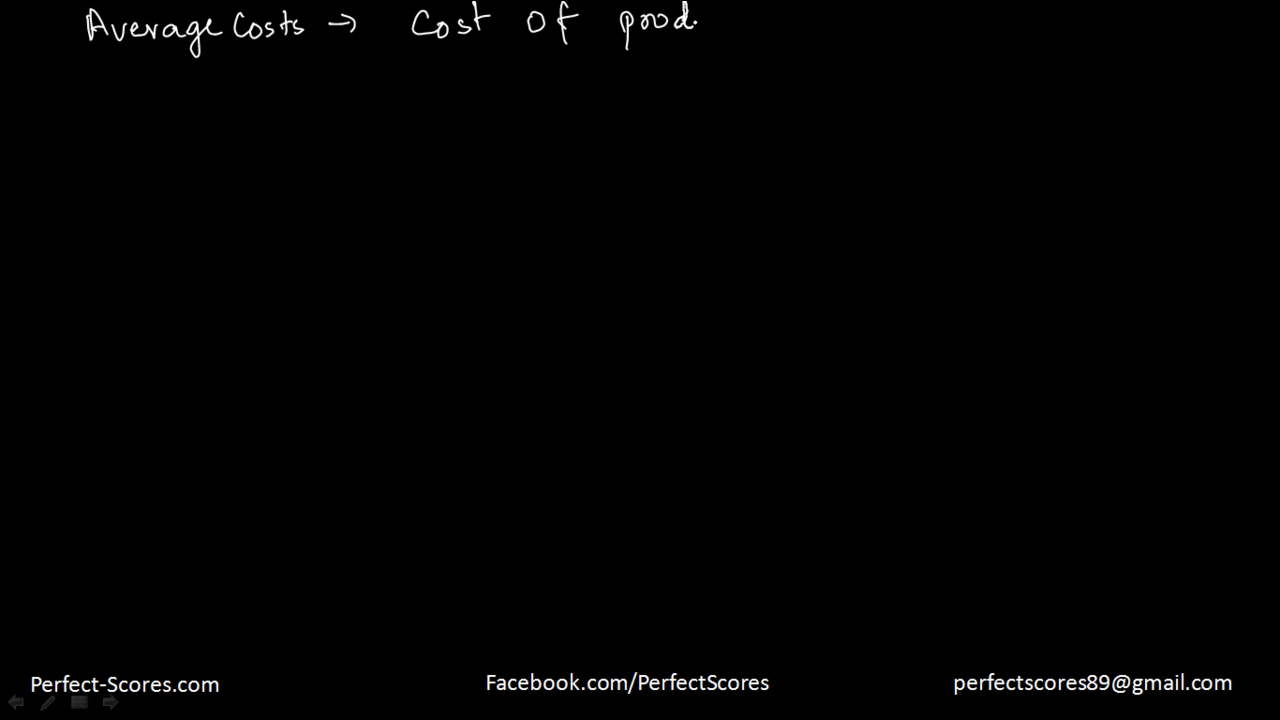 Average Costs → Cost of prod.
Perfect-Scores.com
Facebook.com/PerfectScores
perfectscores89@gmail.com